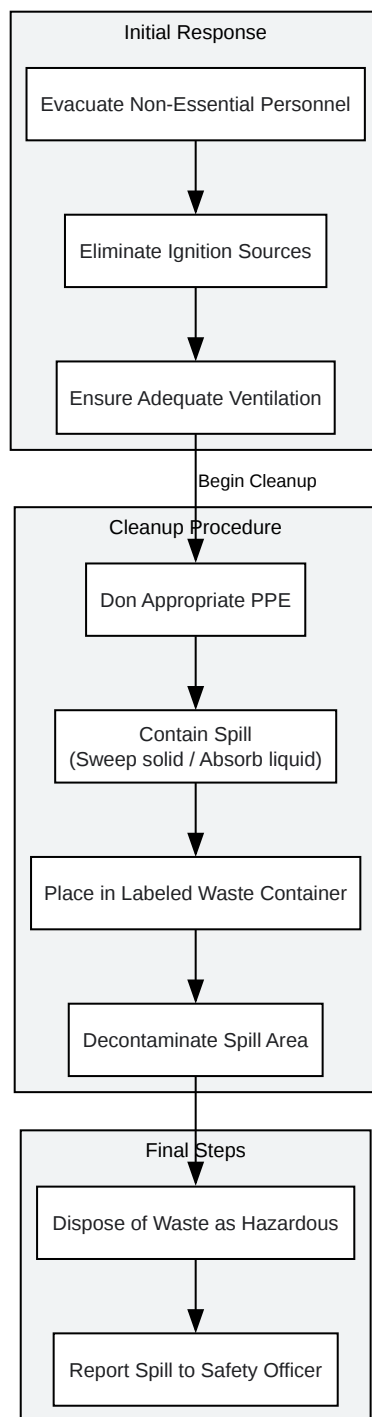 Initial Response
Evacuate Non-Essential Personnel
Eliminate Ignition Sources
Ensure Adequate Ventilation
Begin Cleanup
Cleanup Procedure
Don Appropriate PPE
Contain Spill
(Sweep solid / Absorb liquid)
Place in Labeled Waste Container
Decontaminate Spill Area
Final Steps
Dispose of Waste as Hazardous
Report Spill to Safety Officer